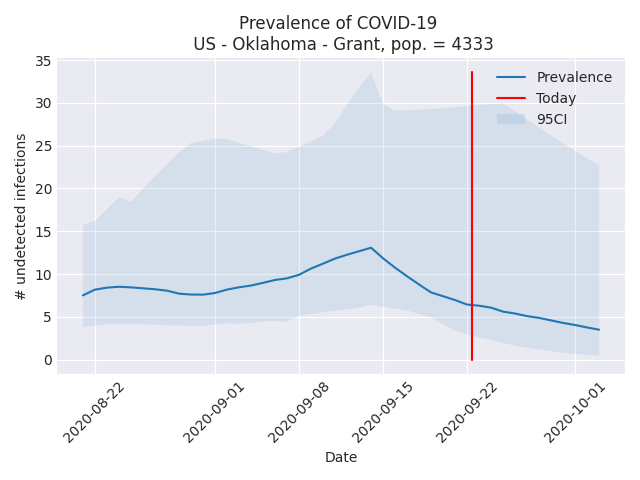 Prevalence of COVID-19
US - Oklahoma - Grant, pop. = 4333
35
30
25
20
15
10
5
0
# undetected infections
Prevalence
Today
95CI
2020-08-22
2020-09-01
2020-09-08
2020-09-15
2020-09-22
2020-10-01
Date